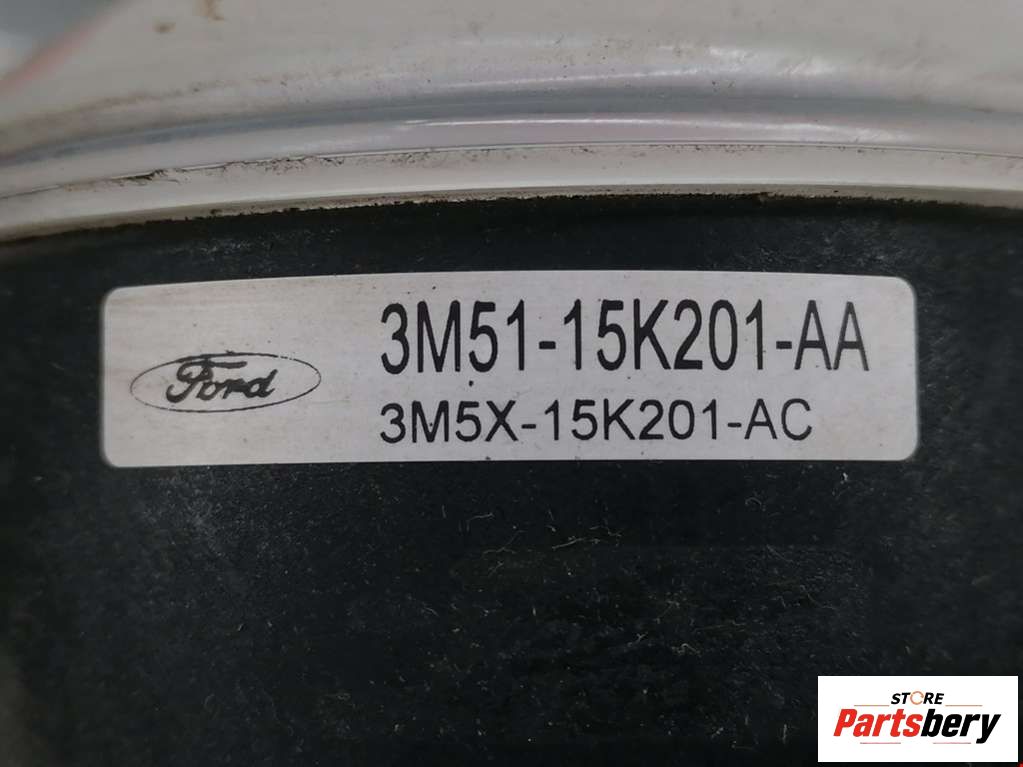 3M51-15K201-AA
Ford
3M5X-15K201-AC
STORE
Partsbery